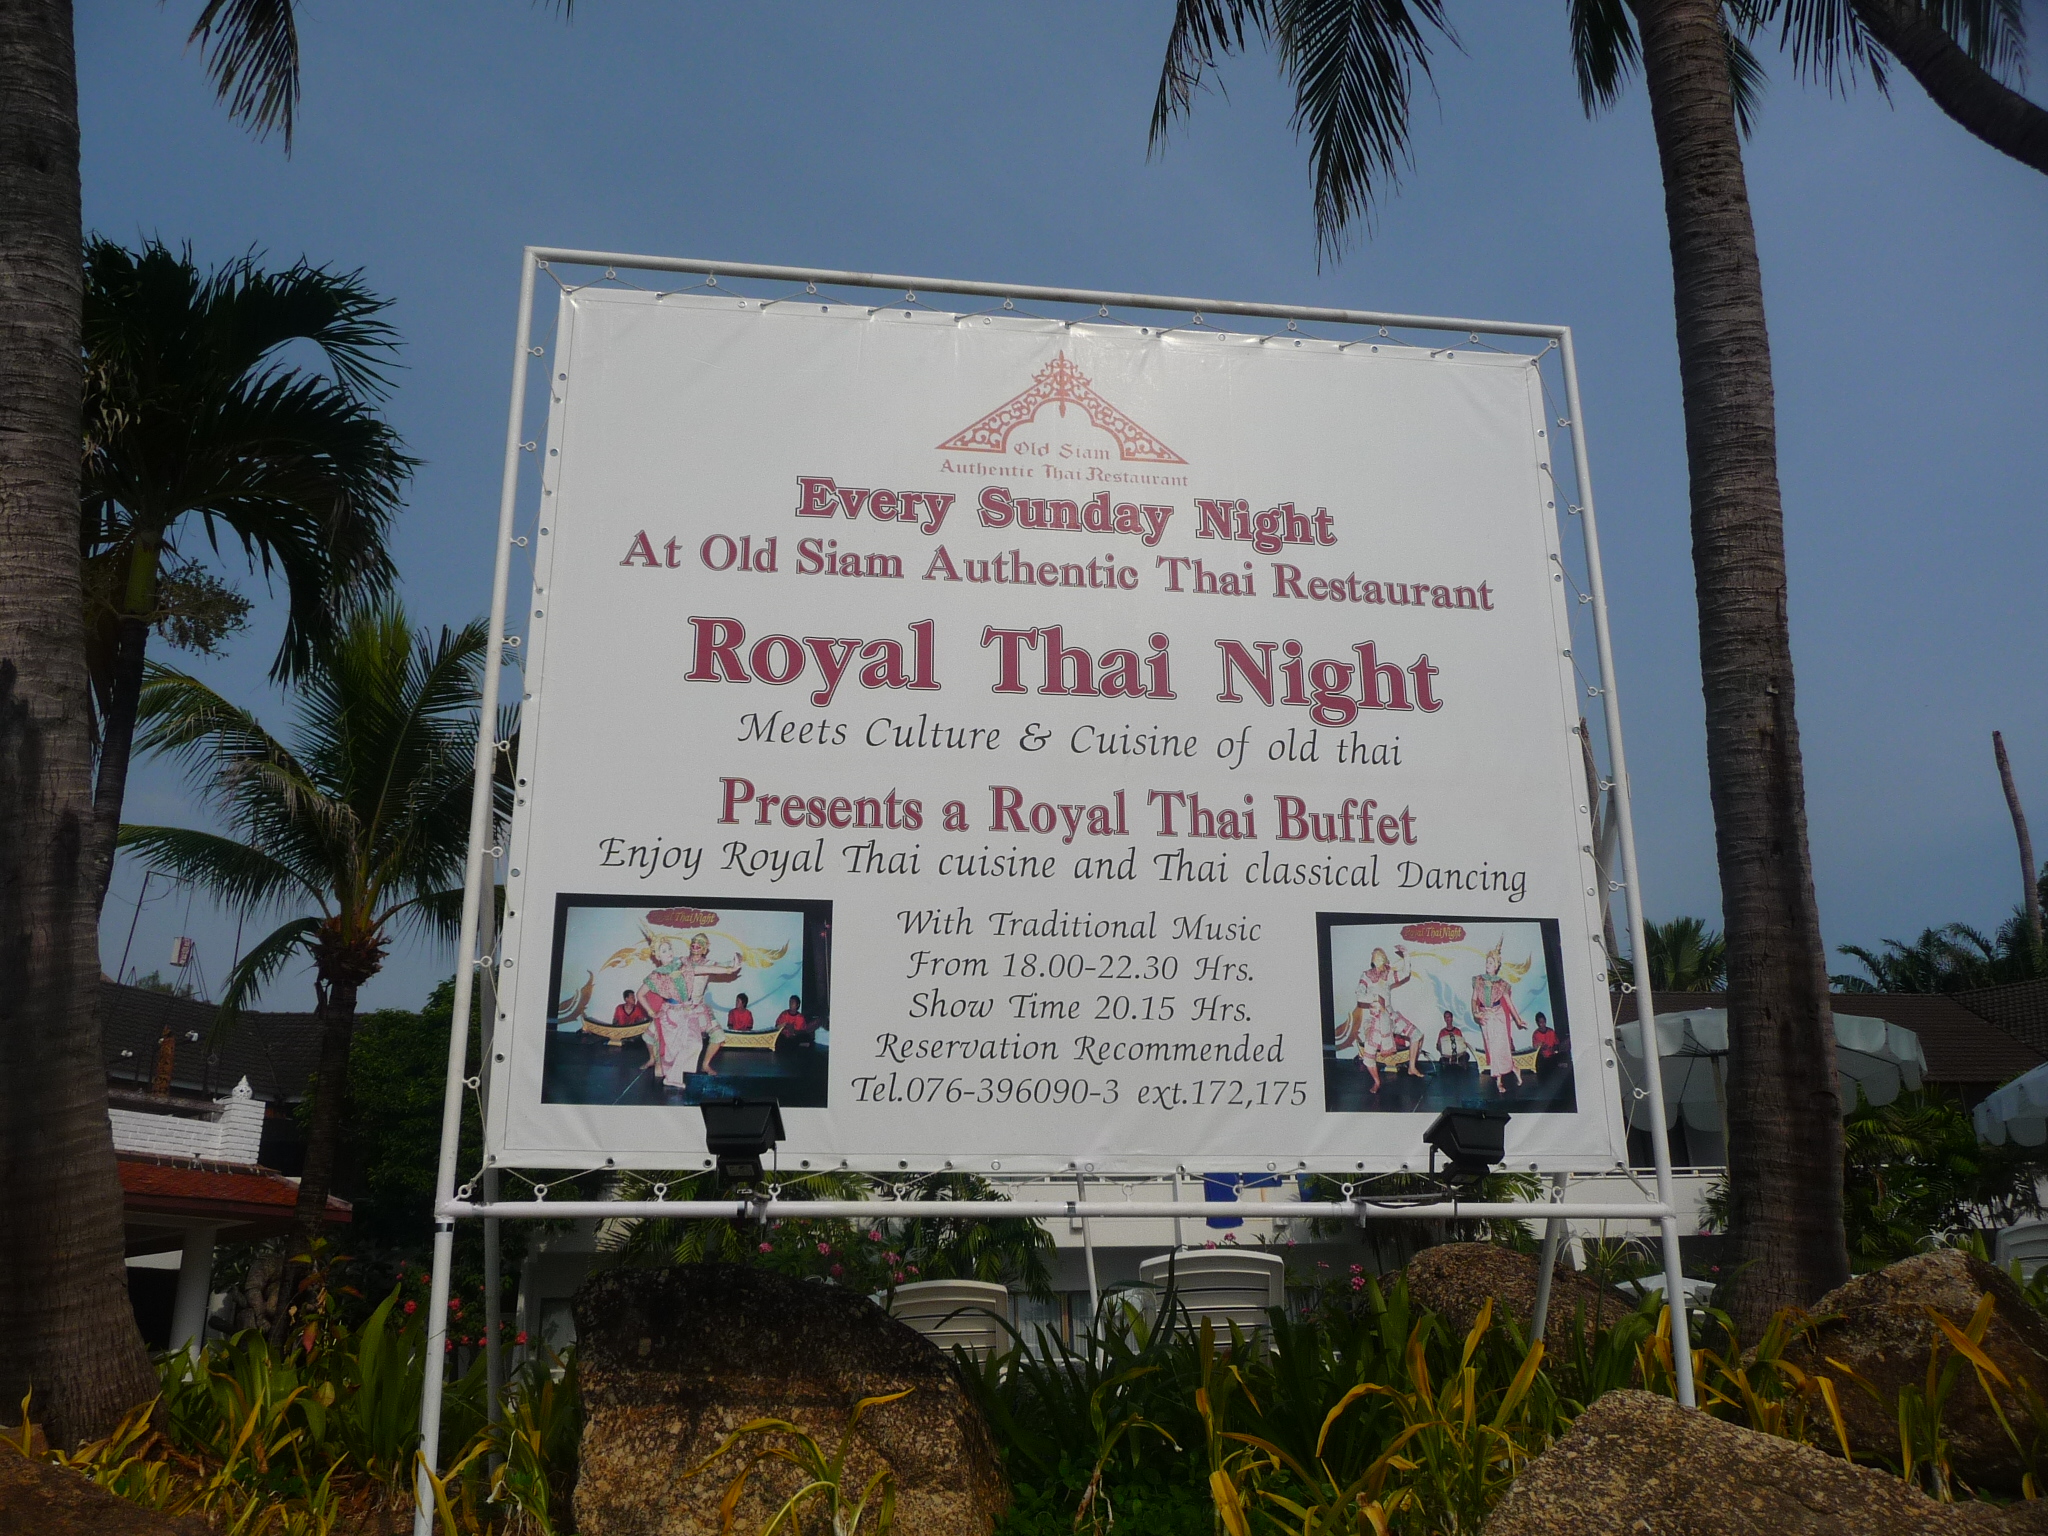 Old Siam
Authentic Thai Restaurant
Every Sunday Night
At Old Siam Authentic Thai Restaurant
Royal Thai Night
Meets Culture & Cuisine of old thai
Presents a Royal Thai Buffet
Enjoy Royal Thai cuisine and Thai classical Dancing
Royal Thai Night
With Traditional Music
From 18.00-22.30 Hrs.
Show Time 20.15 Hrs.
Reservation Recommended
Tel.076-396090-3 ext.172,175
Royal Thai Night